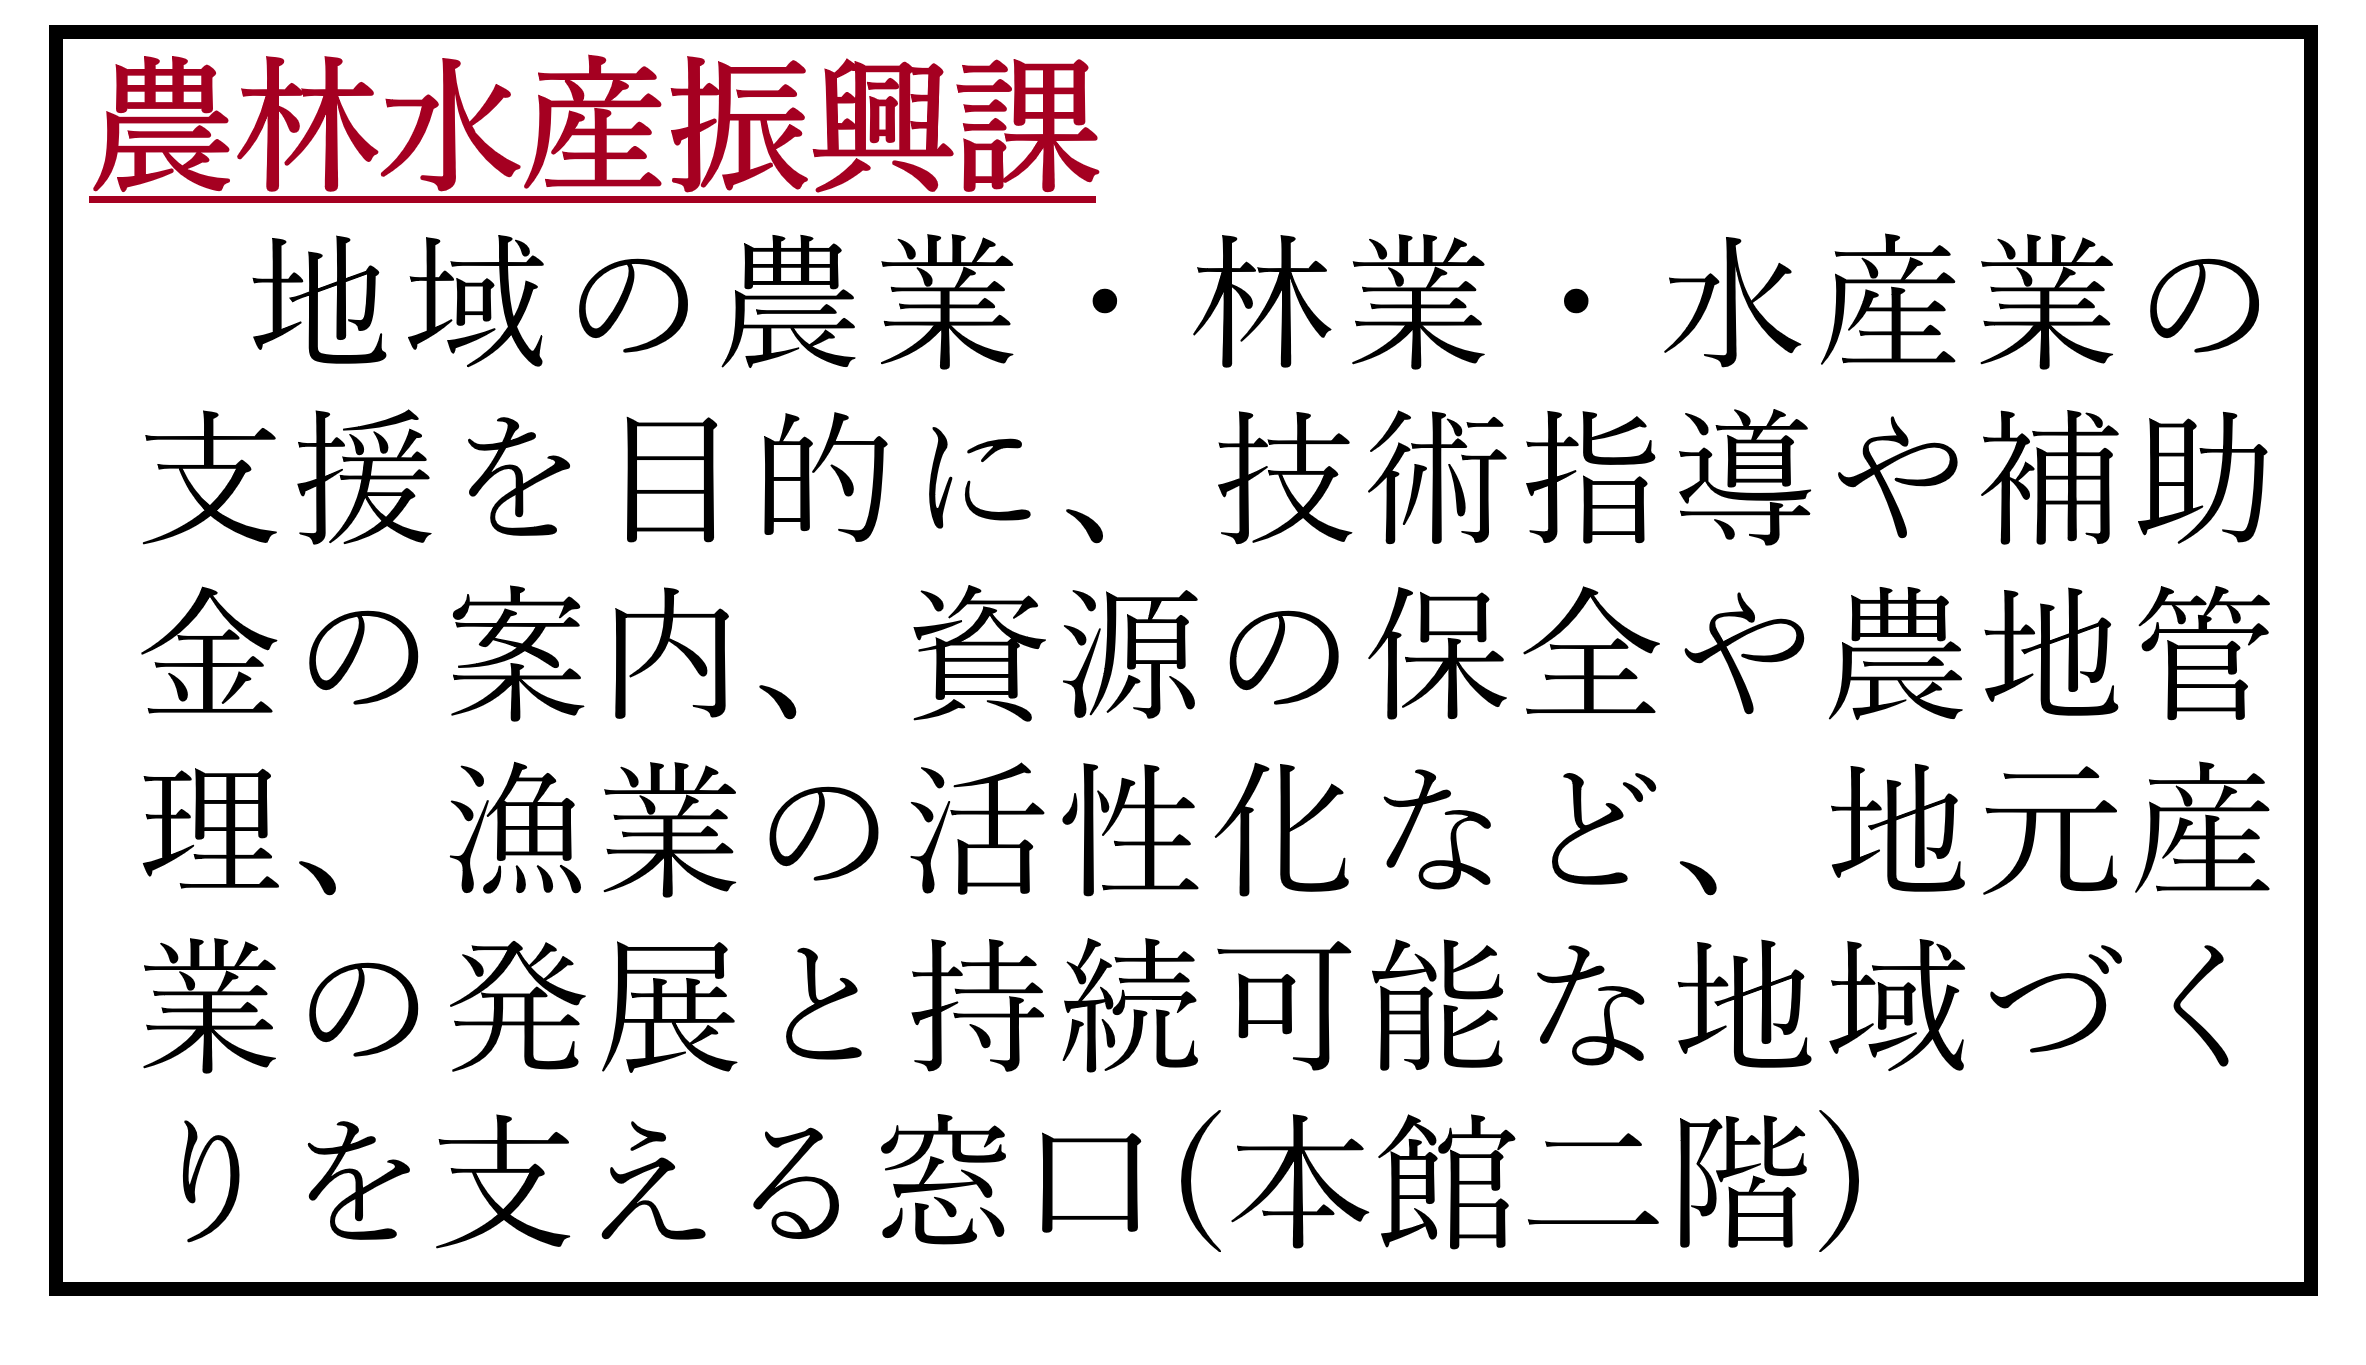 農林水産振興課
地域の農業・林業・水産業の
支援を目的に、技術指導や補助
金の案内、資源の保全や農地管
理、漁業の活性化など、地元産
業の発展と持続可能な地域づく
りを支える窓口(本館二階)